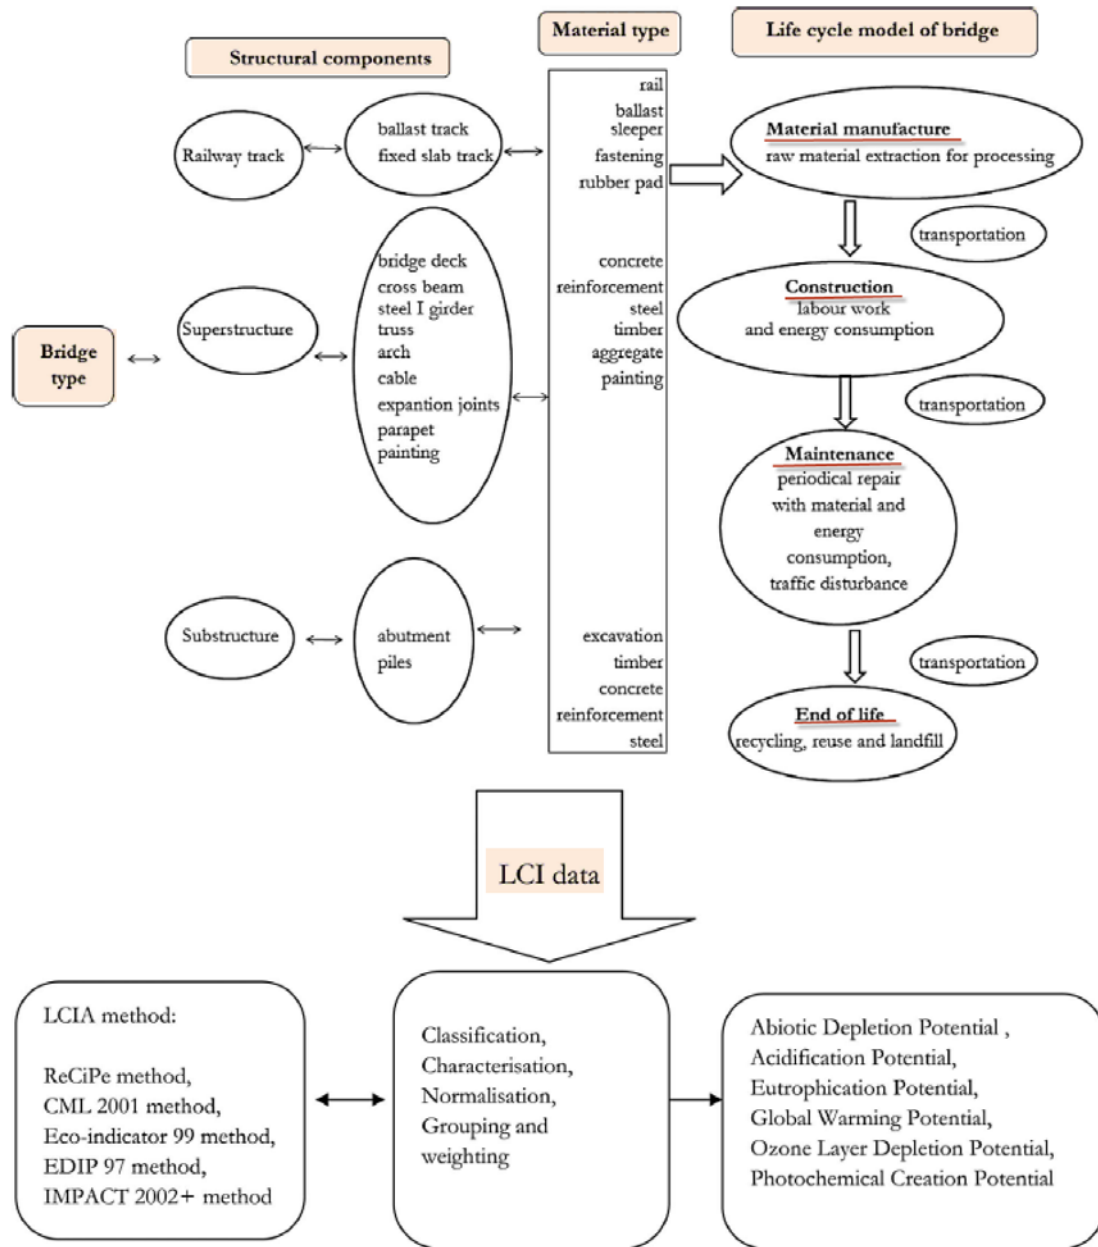 Structural components
Material type
Life cycle model of bridge
Bridge
type
Railway track
ballast track
fixed slab track
Superstructure
bridge deck
cross beam
steel I girder
truss
arch
cable
expantion joints
parapet
painting
Substructure
abutment
piles
rail
ballast
sleeper
fastening
rubber pad
concrete
reinforcement
steel
timber
aggregate
painting
excavation
timber
concrete
reinforcement
steel
Material manufacture
raw material extraction for processing
transportation
Construction
labour work
and energy consumption
transportation
Maintenance
periodical repair
with material and
energy
consumption,
traffic disturbance
transportation
End of life
recycling, reuse and landfill
LCI data
LCIA method:
ReCiPe method,
CML 2001 method,
Eco-indicator 99 method,
EDIP 97 method,
IMPACT 2002+ method
Classification,
Characterisation,
Normalisation,
Grouping and
weighting
Abiotic Depletion Potential ,
Acidification Potential,
Eutrophication Potential,
Global Warming Potential,
Ozone Layer Depletion Potential,
Photochemical Creation Potential